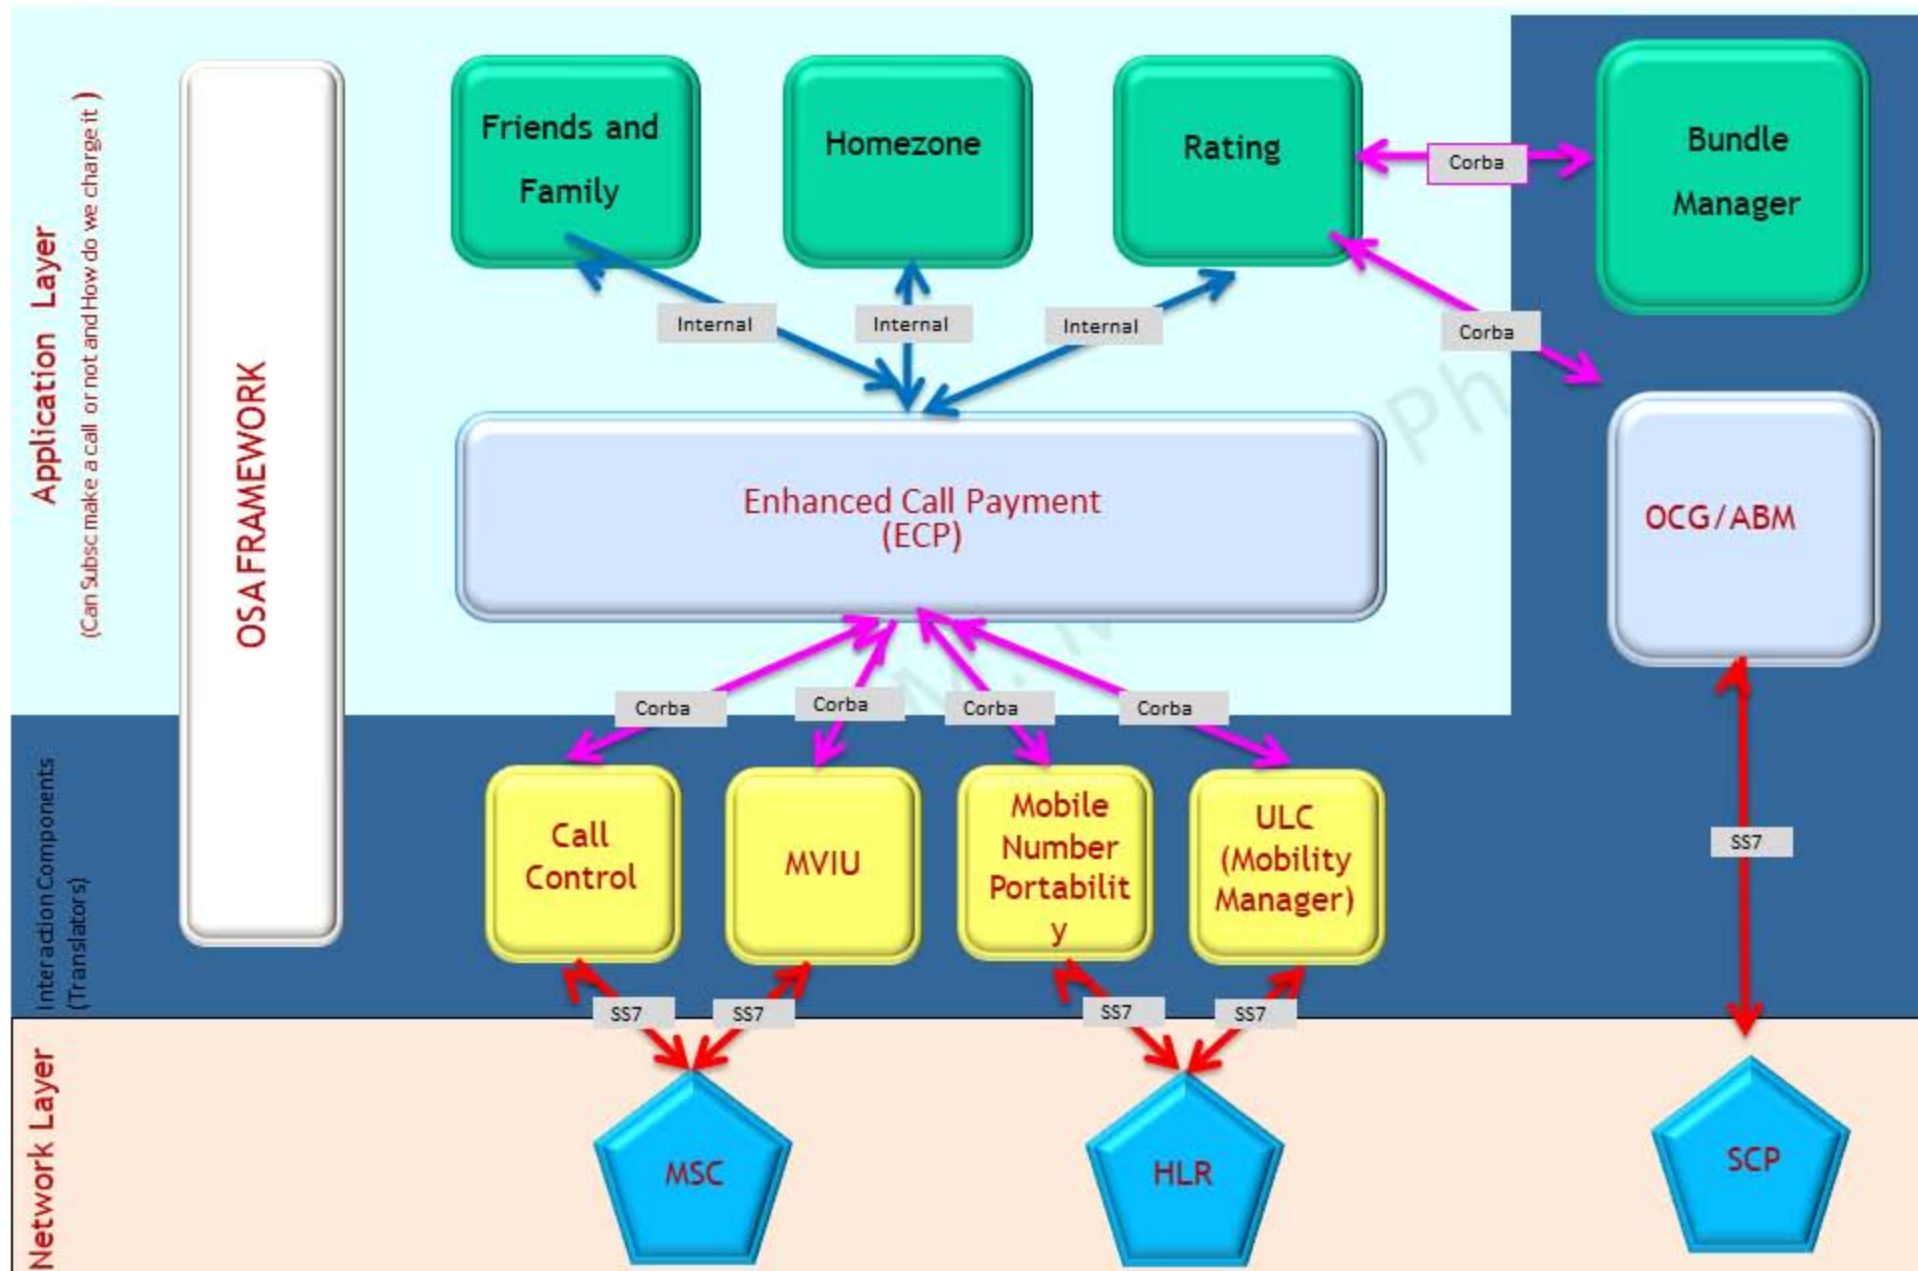 Application Layer
(Can Subsc make a call or not and How do we charge it )
OSA FRAMEWORK
Friends and
Family
Homezone
Rating
Corba
Bundle
Manager
Internal
Internal
Internal
Corba
Enhanced Call Payment
(ECP)
OCG/ABM
Corba
Corba
Corba
Corba
Interaction Components
(Translators)
Call
Control
MVIU
Mobile
Number
Portabilit
y
ULC
(Mobility
Manager)
SS7
SS7
SS7
SS7
SS7
Network Layer
MSC
HLR
SCP